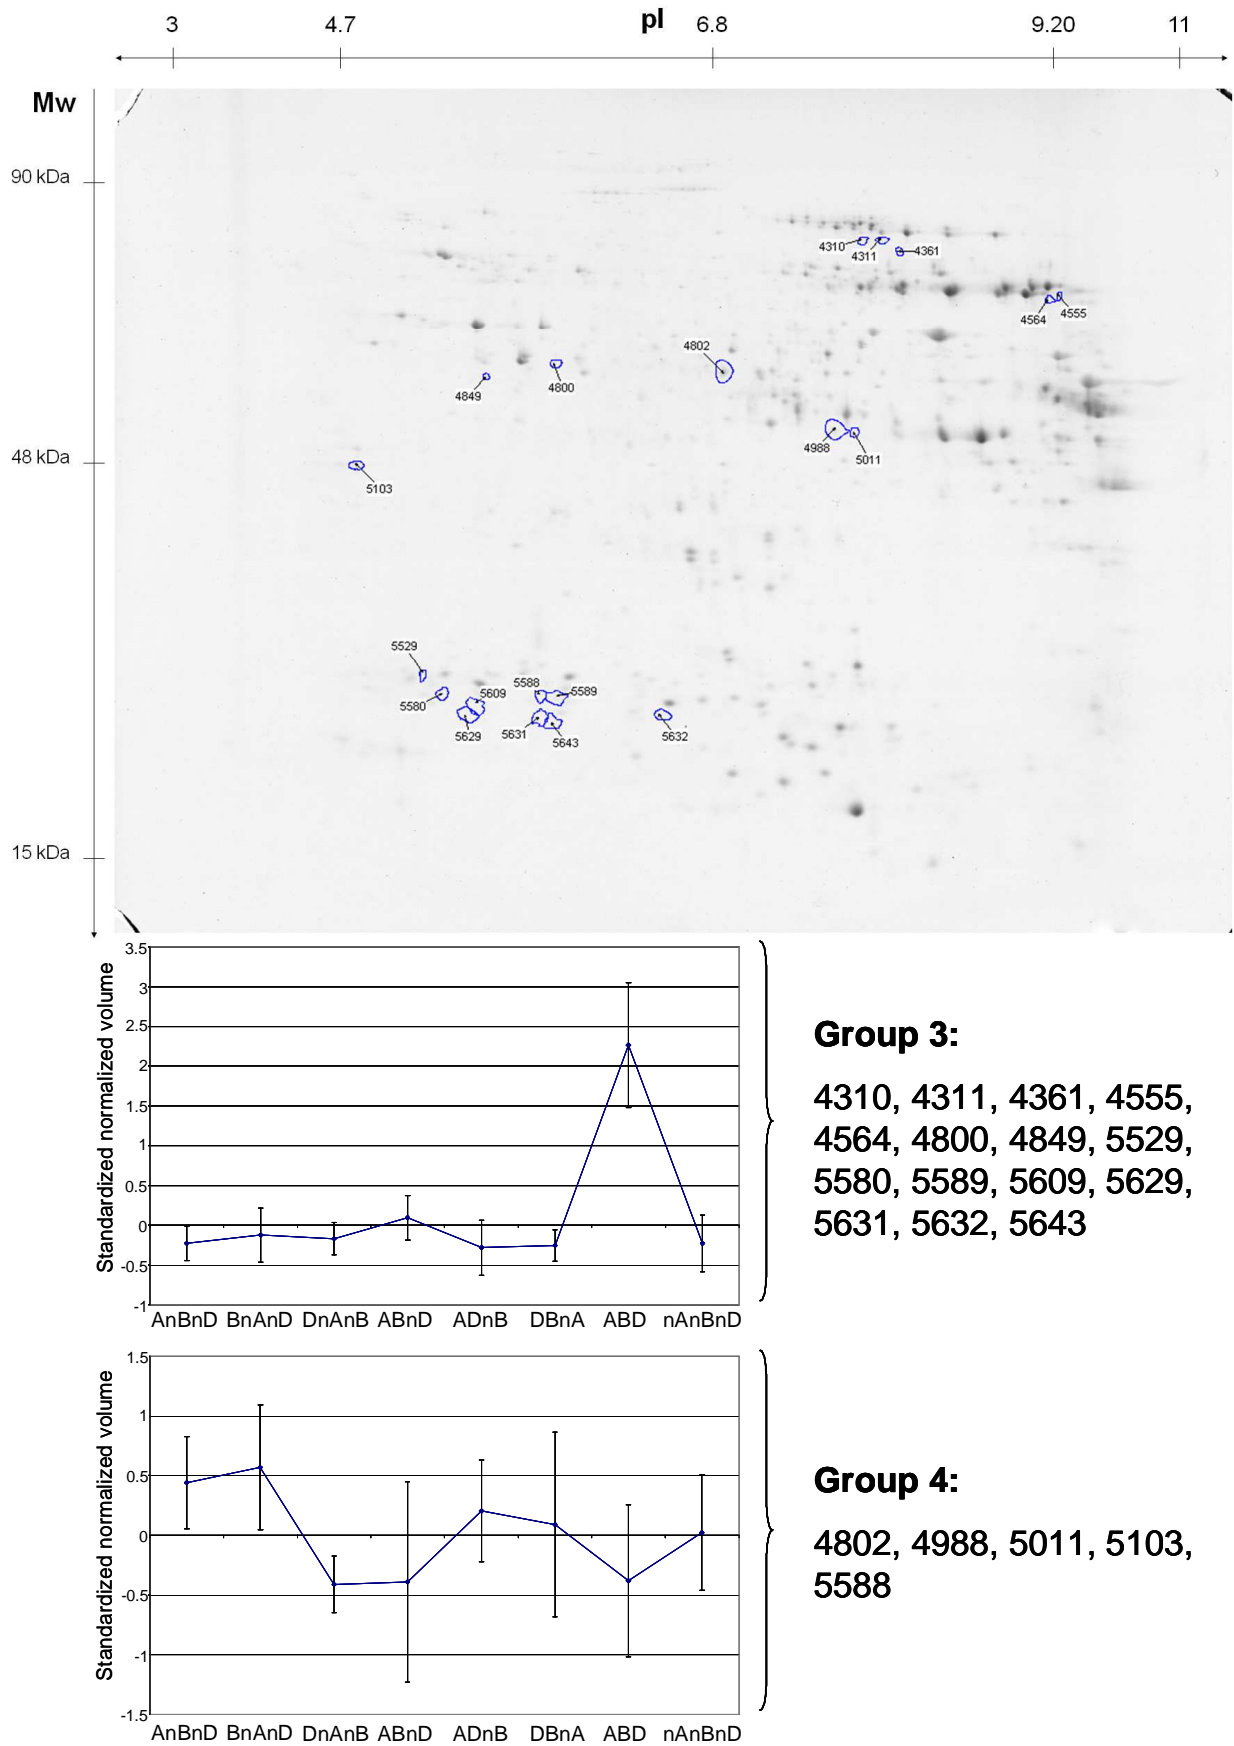 3 4.7 pI 6.8 9.20 11
Mw
90 kDa
4310 4311 4361
4564 4555
4802
4849 4800
4988 5011
48 kDa
5103
5529
5580 5609 5588 5589
5629 5631 5643 5632
15 kDa
Standardized normalized volume
3.5
3
2.5
2
1.5
1
0.5
0
-0.5
-1
AnBnD BnAnD DnAnB ABnD ADnB DBnA ABD nAnBnD
Group 3:
4310, 4311, 4361, 4555,
4564, 4800, 4849, 5529,
5580, 5589, 5609, 5629,
5631, 5632, 5643
Standardized normalized volume
1.5
1
0.5
0
-0.5
-1
-1.5
AnBnD BnAnD DnAnB ABnD ADnB DBnA ABD nAnBnD
Group 4:
4802, 4988, 5011, 5103,
5588